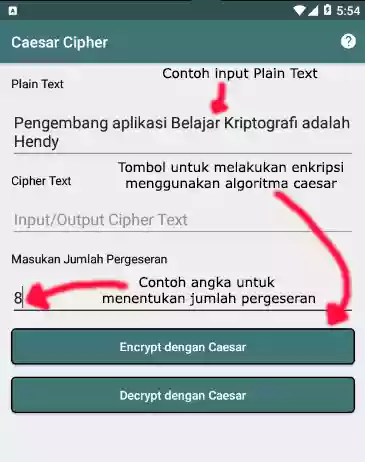 5:54
Caesar Cipher
?
Contoh input Plain Text
Plain Text
Pengembang aplikasi Belajar Kriptografi adalah
Hendy
Tombol untuk melakukan enkripsi
menggunakan algoritma caesar
Cipher Text
Input/Output Cipher Text
Masukan Jumlah Pergeseran
Contoh angka untuk
menentukan jumlah pergeseran
8
Encrypt dengan Caesar
Decrypt dengan Caesar